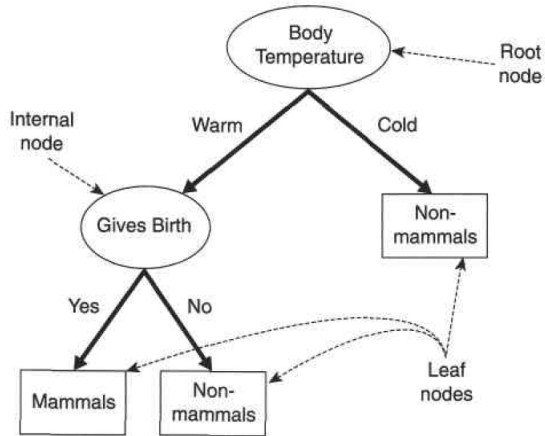 Body
Temperature
Root
node
Internal
node
Warm
Cold
Gives Birth
Non-
mammals
Yes
No
Mammals
Non-
mammals
Leaf
nodes